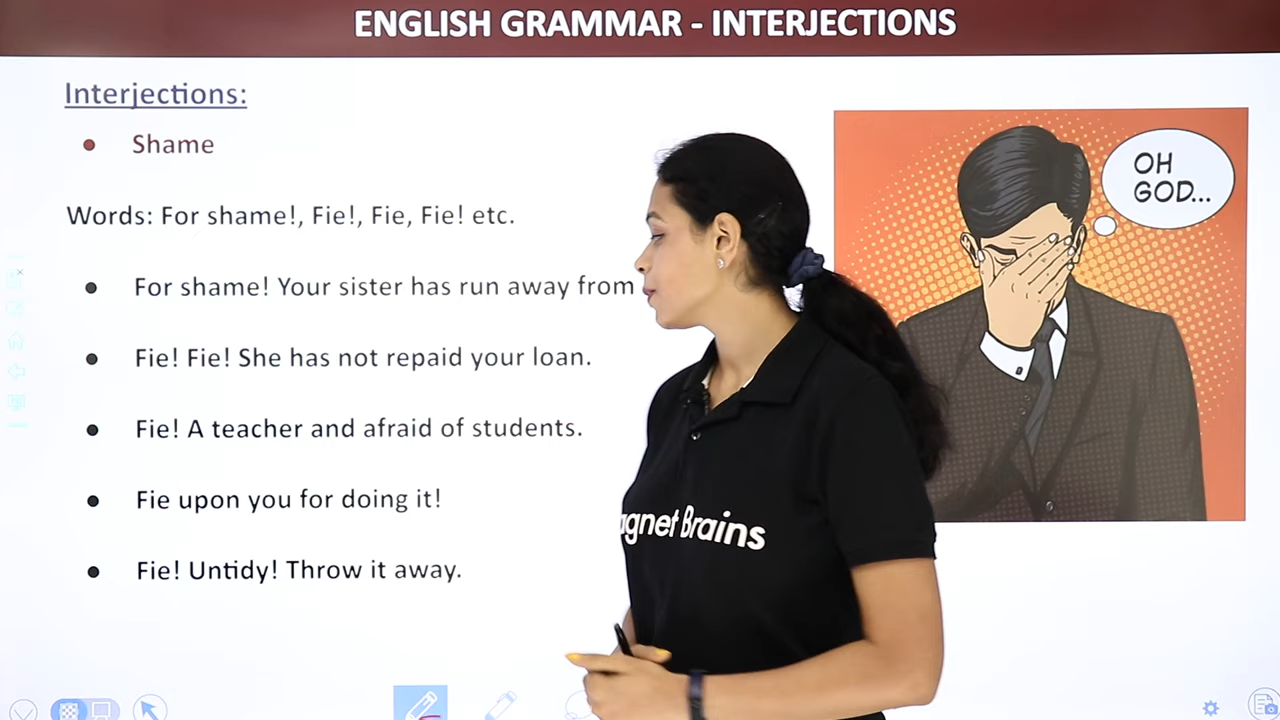 ENGLISH GRAMMAR - INTERJECTIONS
Interjections:
• Shame
Words: For shame!, Fie!, Fie, Fie! etc.
• For shame! Your sister has run away from
• Fie! Fie! She has not repaid your loan.
• Fie! A teacher and afraid of students.
• Fie upon you for doing it!
• Fie! Untidy! Throw it away.
OH
GOD...
agnet Brains